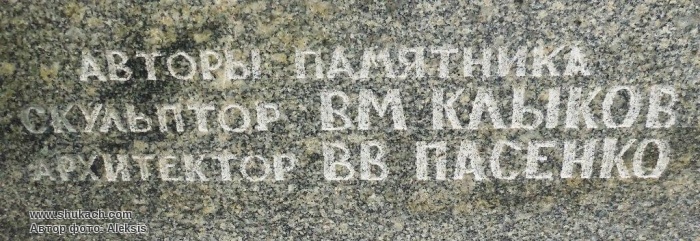 АВТОРЫ ПАМЯТНИКА
СКУЛЬПТОР ВМ КЛЫКОВ
АРХИТЕКТОР ВВ ПАСЕНКО
www.shukach.com
Автор фото: Aleksis